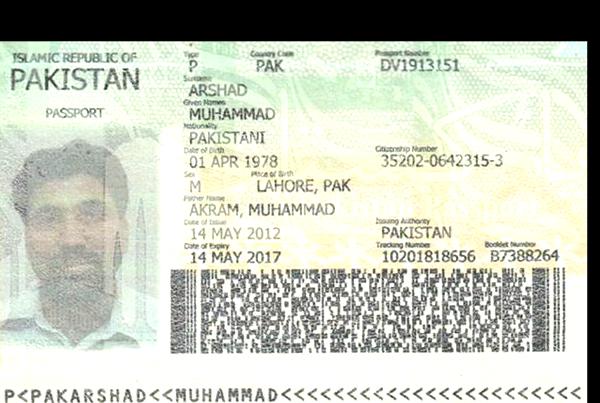 ISLAMIC REPUBLIC OF
PAKISTAN
PASSPORT
Type Country Code Passport Number
P PAK DV1913151
Surname
ARSHAD
Given Names
MUHAMMAD
Nationality
PAKISTANI
Date of Birth Citizenship Number
01 APR 1978 35202-0642315-3
Sex Place of Birth
M LAHORE, PAK
Father Name
AKRAM, MUHAMMAD
Date of Issue Issuing Authority
14 MAY 2012 PAKISTAN
Date of Expiry Tracking Number Booklet Number
14 MAY 2017 10201818656 B7388264
P<PAKARSHAD<<MUHAMMAD<<<<<<<<<<<<<<<<<<<<<<<